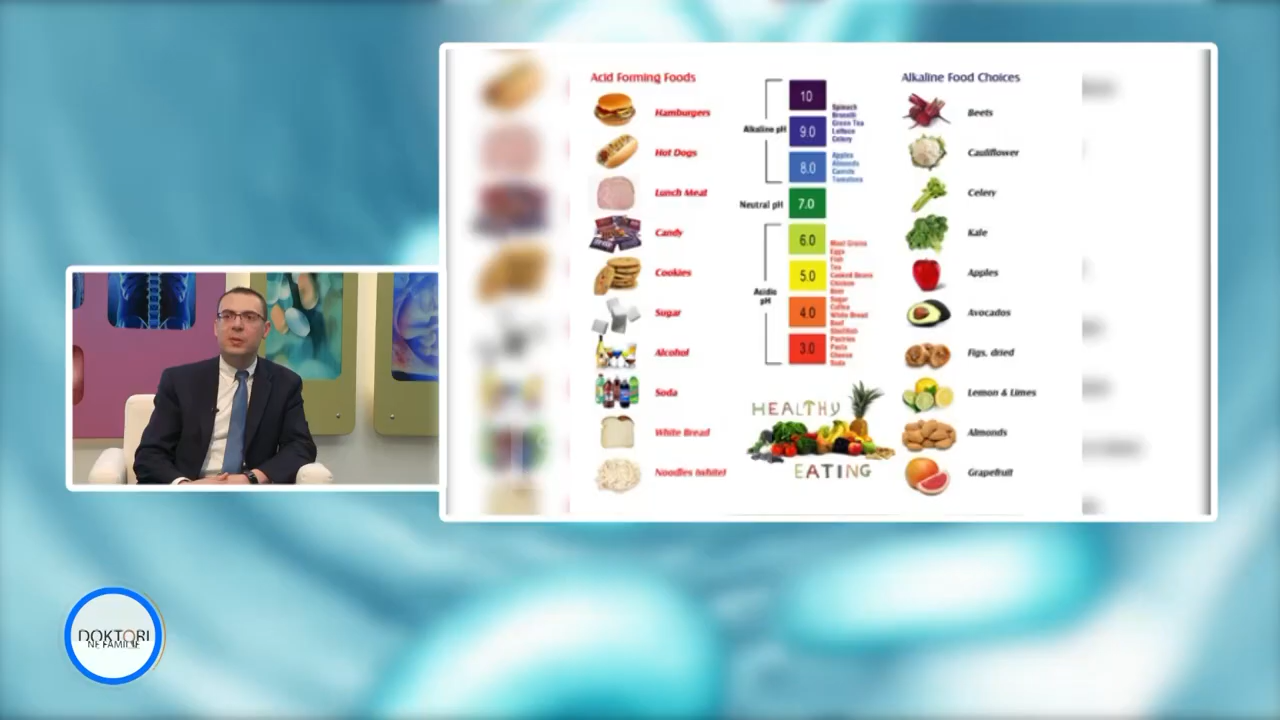 Acid Forming Foods
Hamburgers
Hot Dogs
Lunch Meat
Candy
Cookies
Sugar
Alcohol
Soda
White Bread
Noodles (white)
Alkaline pH
Neutral pH
Acidic
pH
10
9.0
8.0
7.0
6.0
5.0
4.0
3.0
Spinach
Green Tea
Lettuce
Celery
Apples
Almonds
Carrots
Tomatoes
Most Grains
Eggs
Fish
Tea
Cooked Beans
Chicken
Beer
Sugar
Coffee
White Bread
Beef
Shellfish
Pastries
Pasta
Cheese
Soda
HEALTHY
EATING
Alkaline Food Choices
Beets
Cauliflower
Celery
Kale
Apples
Avocados
Figs, dried
Lemon & Limes
Almonds
Grapefruit
DOKTORI
NË FAMILJE